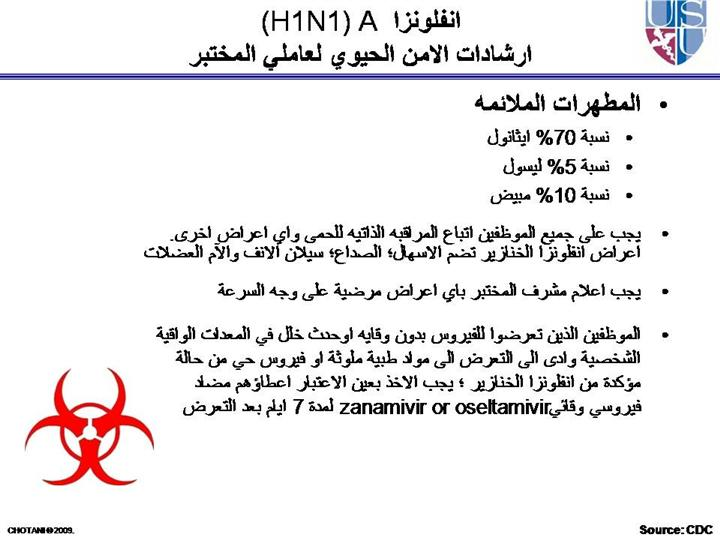 انفلونزا A (H1N1)
ارشادات الامن الحيوي لعاملي المختبر
• المطهرات الملائمه
• نسبة 70% ايثانول
• نسبة 5% ليسول
• نسبة 10% مبيض
• يجب على جميع الموظفين اتباع المراقبه الذاتيه للحمى واي اعراض اخرى.
اعراض انفلونزا الخنازير تضم الاسهال؛ الصداع؛ سيلان الانف والام العضلات
• يجب اعلام مشرف المختبر باي اعراض مرضية على وجه السرعة
• الموظفين الذين تعرضوا للفيروس بدون وقايه اوحدث خلل في المعدات الواقية
الشخصية وادى الى التعرض الى مواد طبية ملوثة او فيروس حي من حالة
مؤكدة من انفلونزا الخنازير ؛ يجب الاخذ بعين الاعتبار اعطاؤهم مضاد
فيروسي وقائي zanamivir or oseltamivir لمدة 7 ايام بعد التعرض
CHOTANI©2009.
Source: CDC